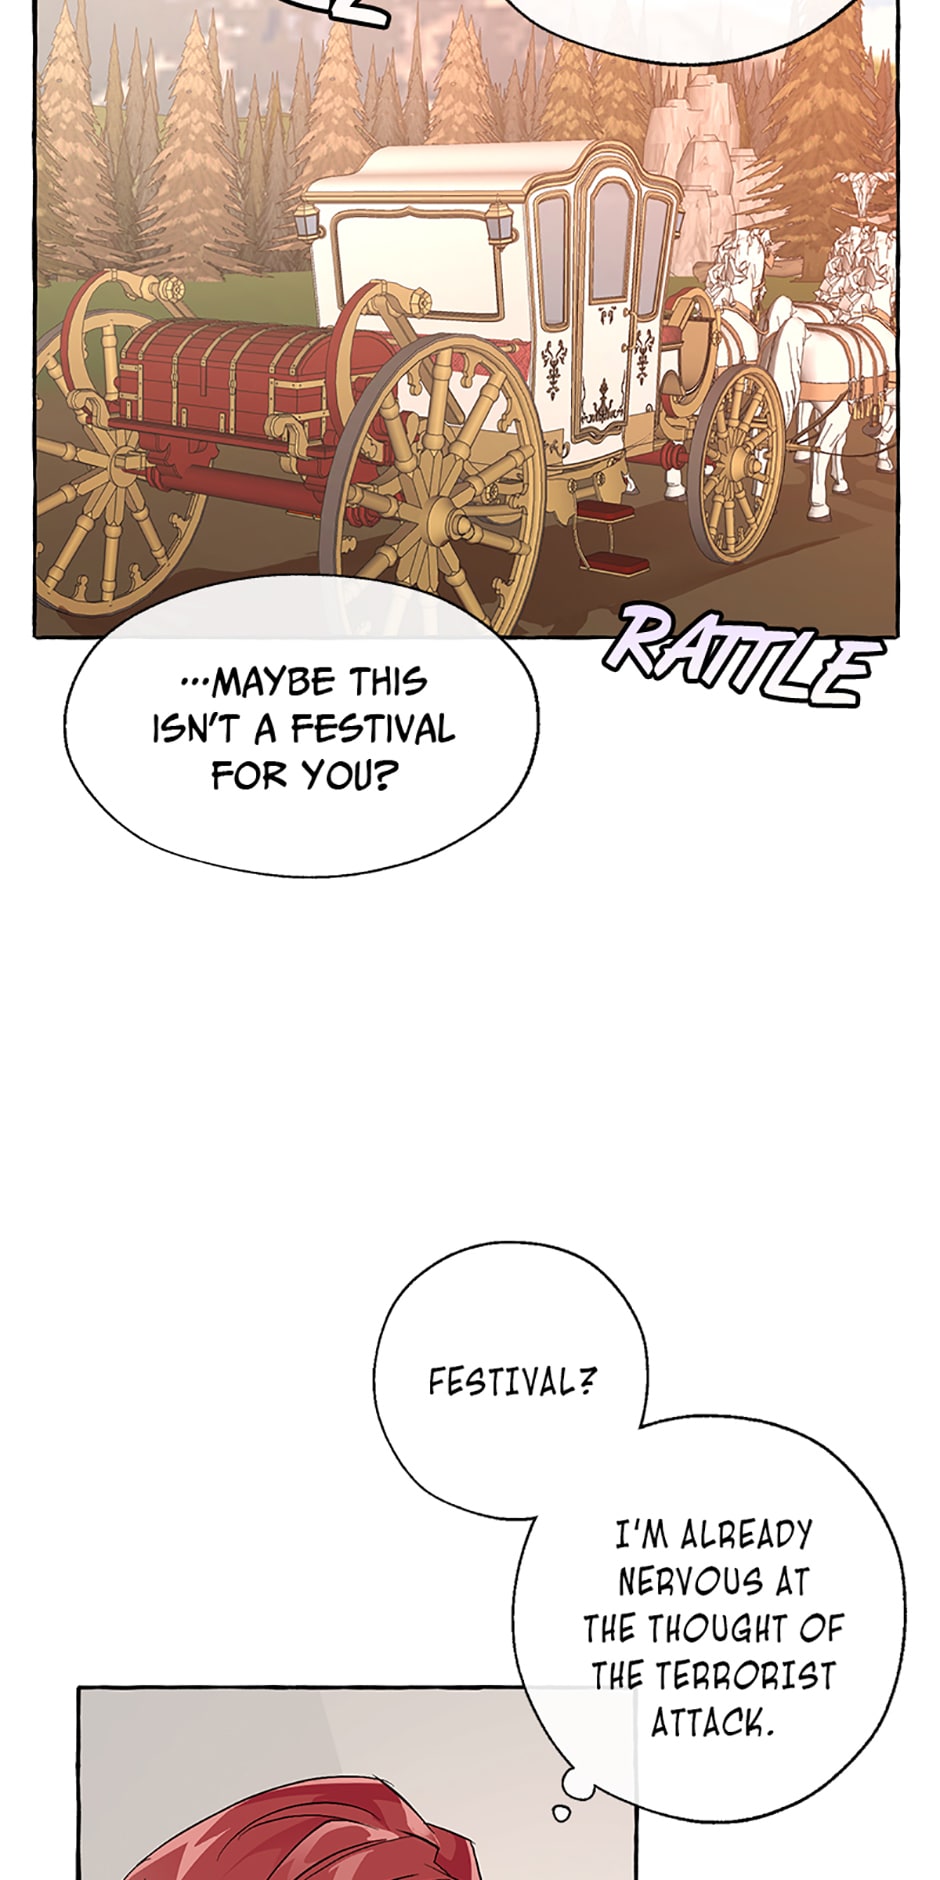 ...MAYBE THIS
ISN'T A FESTIVAL
FOR YOU?
RATTLE
FESTIVAL?
I'M ALREADY
NERVOUS AT
THE THOUGHT OF
THE TERRORIST
ATTACK.